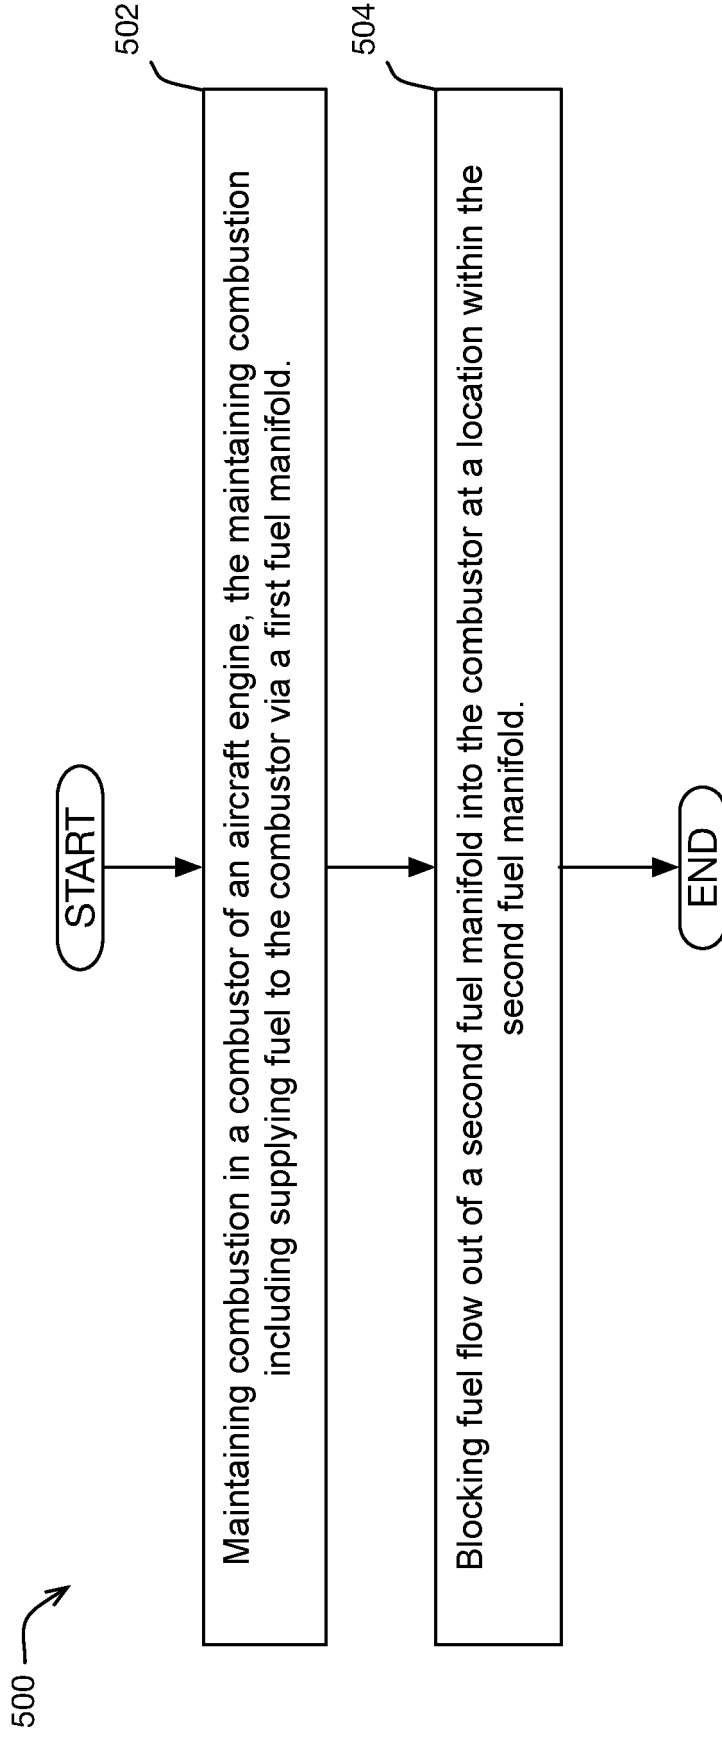 500
START
502
Maintaining combustion in a combustor of an aircraft engine, the maintaining combustion
including supplying fuel to the combustor via a first fuel manifold.
504
Blocking fuel flow out of a second fuel manifold into the combustor at a location within the
second fuel manifold.
END